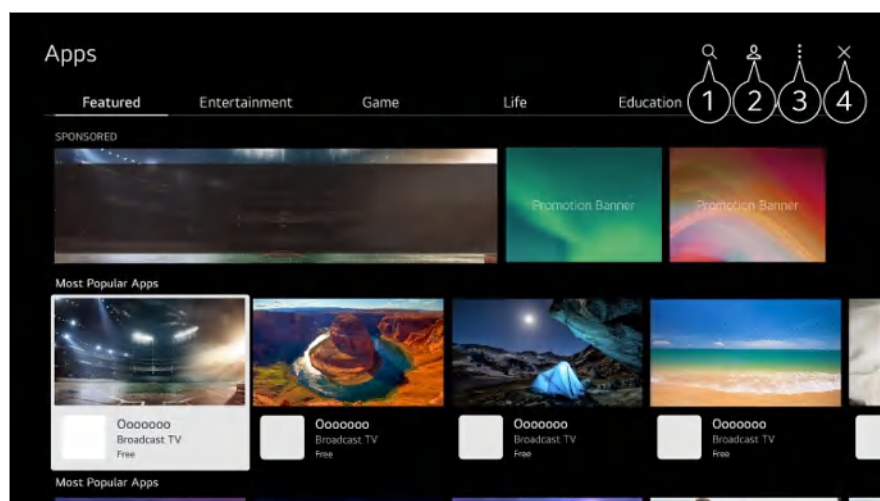 Apps
Featured Entertainment Game Life Education
1 2 3 4
SPONSORED
Promotion Banner Promotion Banner
Most Popular Apps
Ooooooo Ooooooo Ooooooo Ooooooo
Broadcast TV Broadcast TV Broadcast TV Broadcast TV
Free Free Free Free
Most Popular Apps